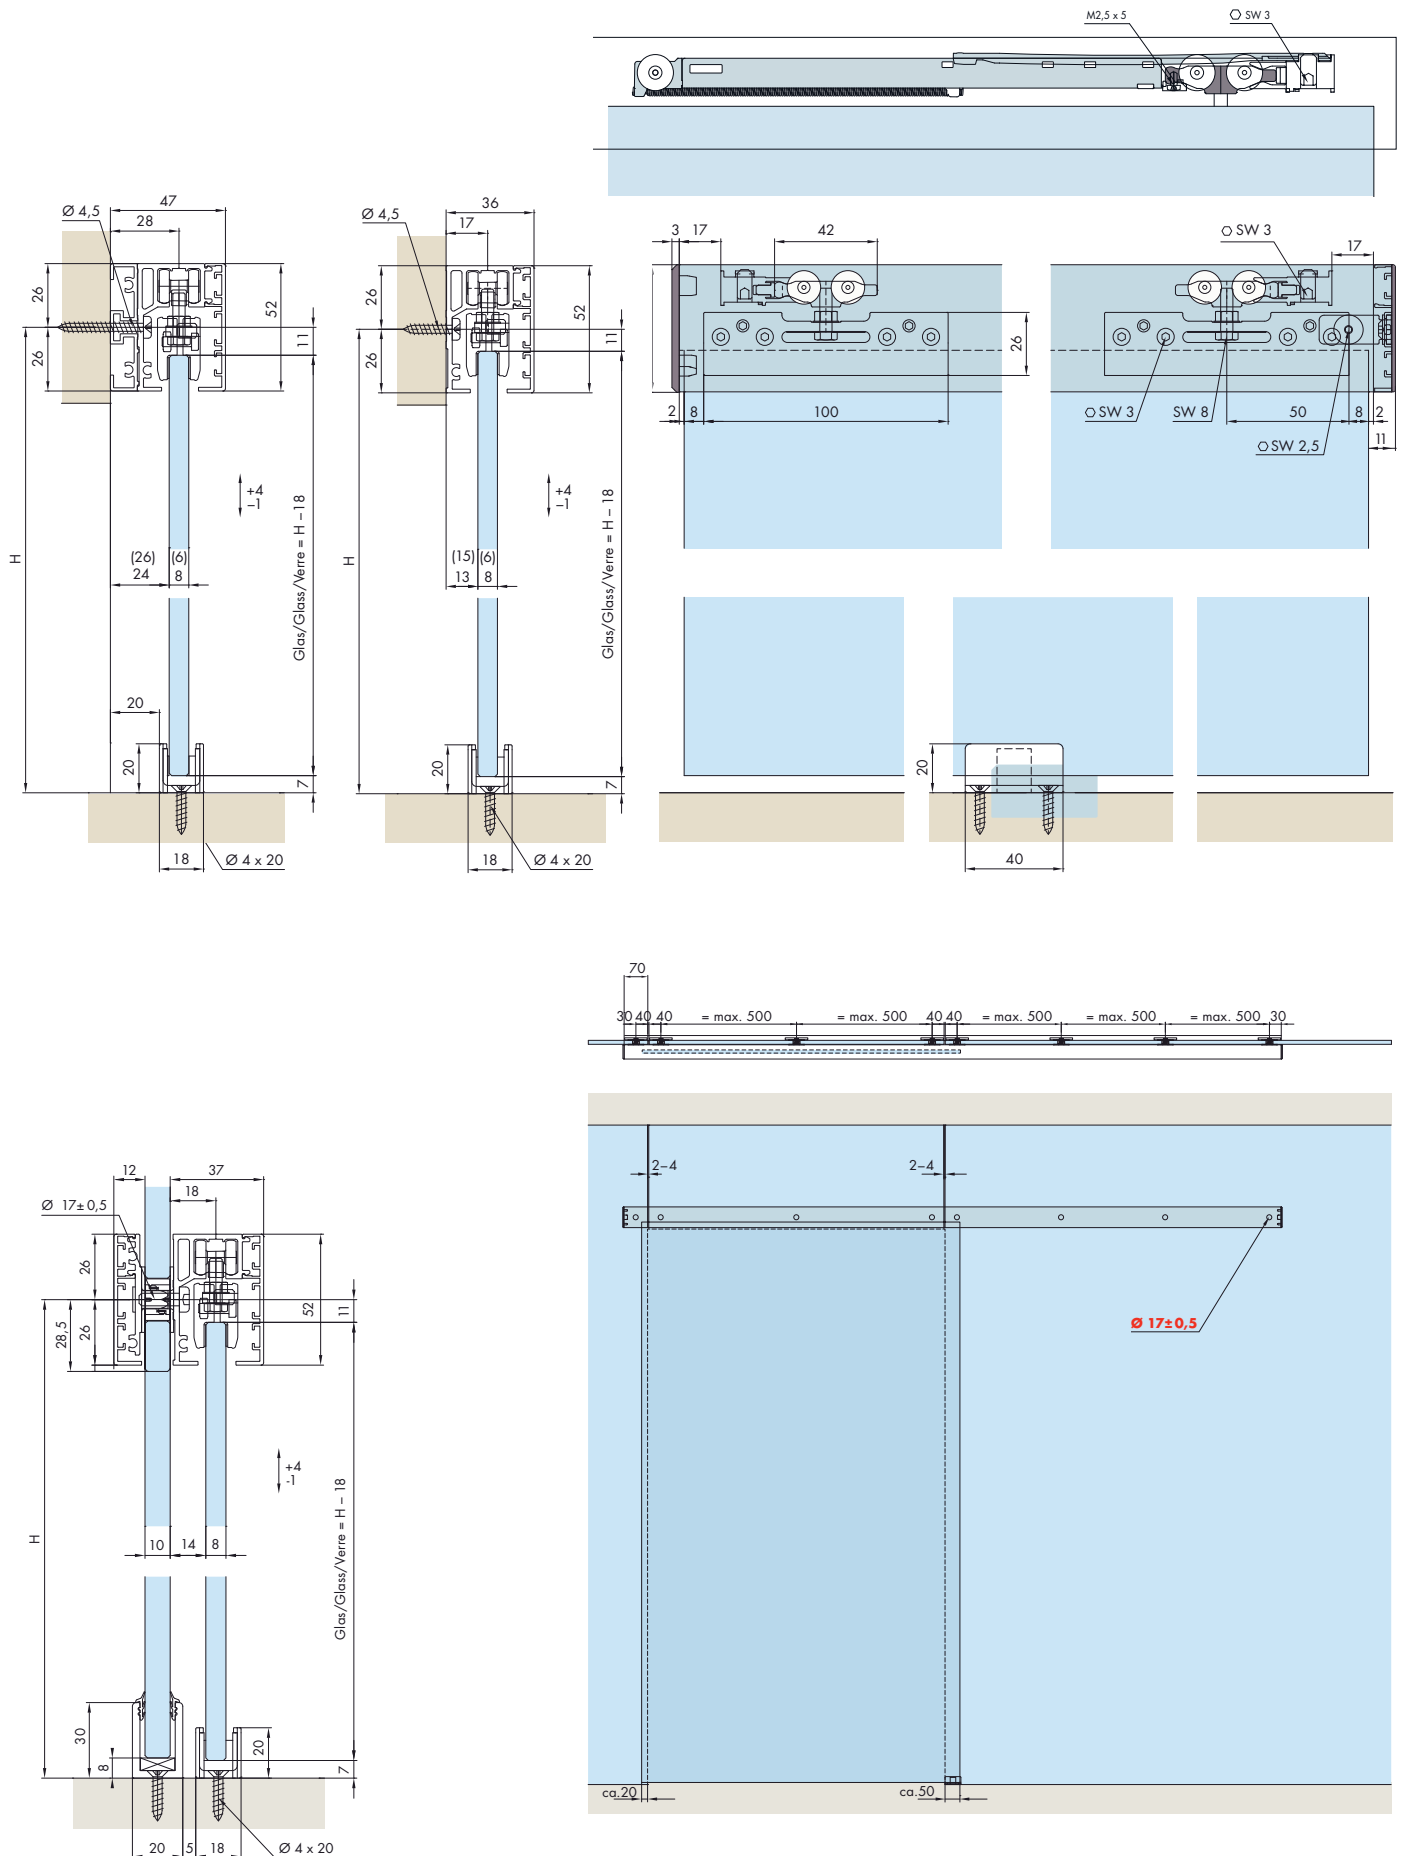 M2,5 x 5
SW 3
47
28
Ø 4,5
26
26
52
11
H
+4
–1
(26)
(6)
24
8
Glas/Glass/Verre = H – 18
20
20
7
18
Ø 4 x 20
36
17
Ø 4,5
26
26
52
11
H
+4
–1
(15)
(6)
13
8
Glas/Glass/Verre = H – 18
20
7
18
Ø 4 x 20
3
17
42
SW 3
17
26
2
8
100
SW 3
SW 8
50
8
2
SW 2,5
11
20
40
70
30
40
40
= max. 500
= max. 500
40
40
= max. 500
= max. 500
= max. 500
30
2–4
2–4
Ø 17±0,5
ca.20
ca.50
12
37
18
Ø 17±0,5
26
28,5
26
52
11
H
+4
-1
10
14
8
Glas/Glass/Verre = H – 18
30
8
20
7
20
5
18
Ø 4 x 20